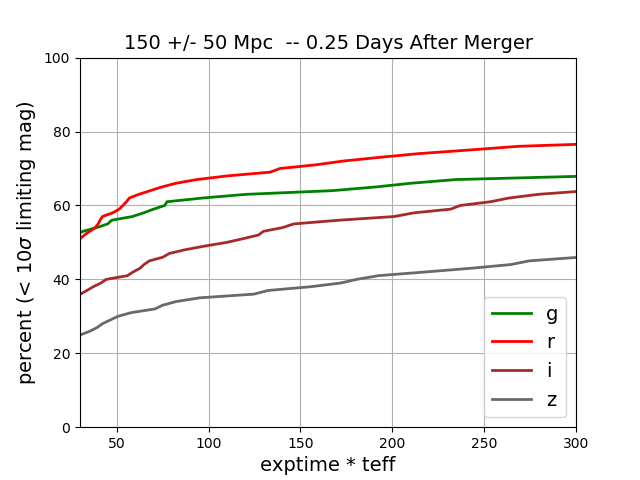 150 +/- 50 Mpc  -- 0.25 Days After Merger
percent (< 10σ limiting mag)
100
80
60
40
20
0
50
100
150
200
250
300
exptime * teff
g
r
i
z